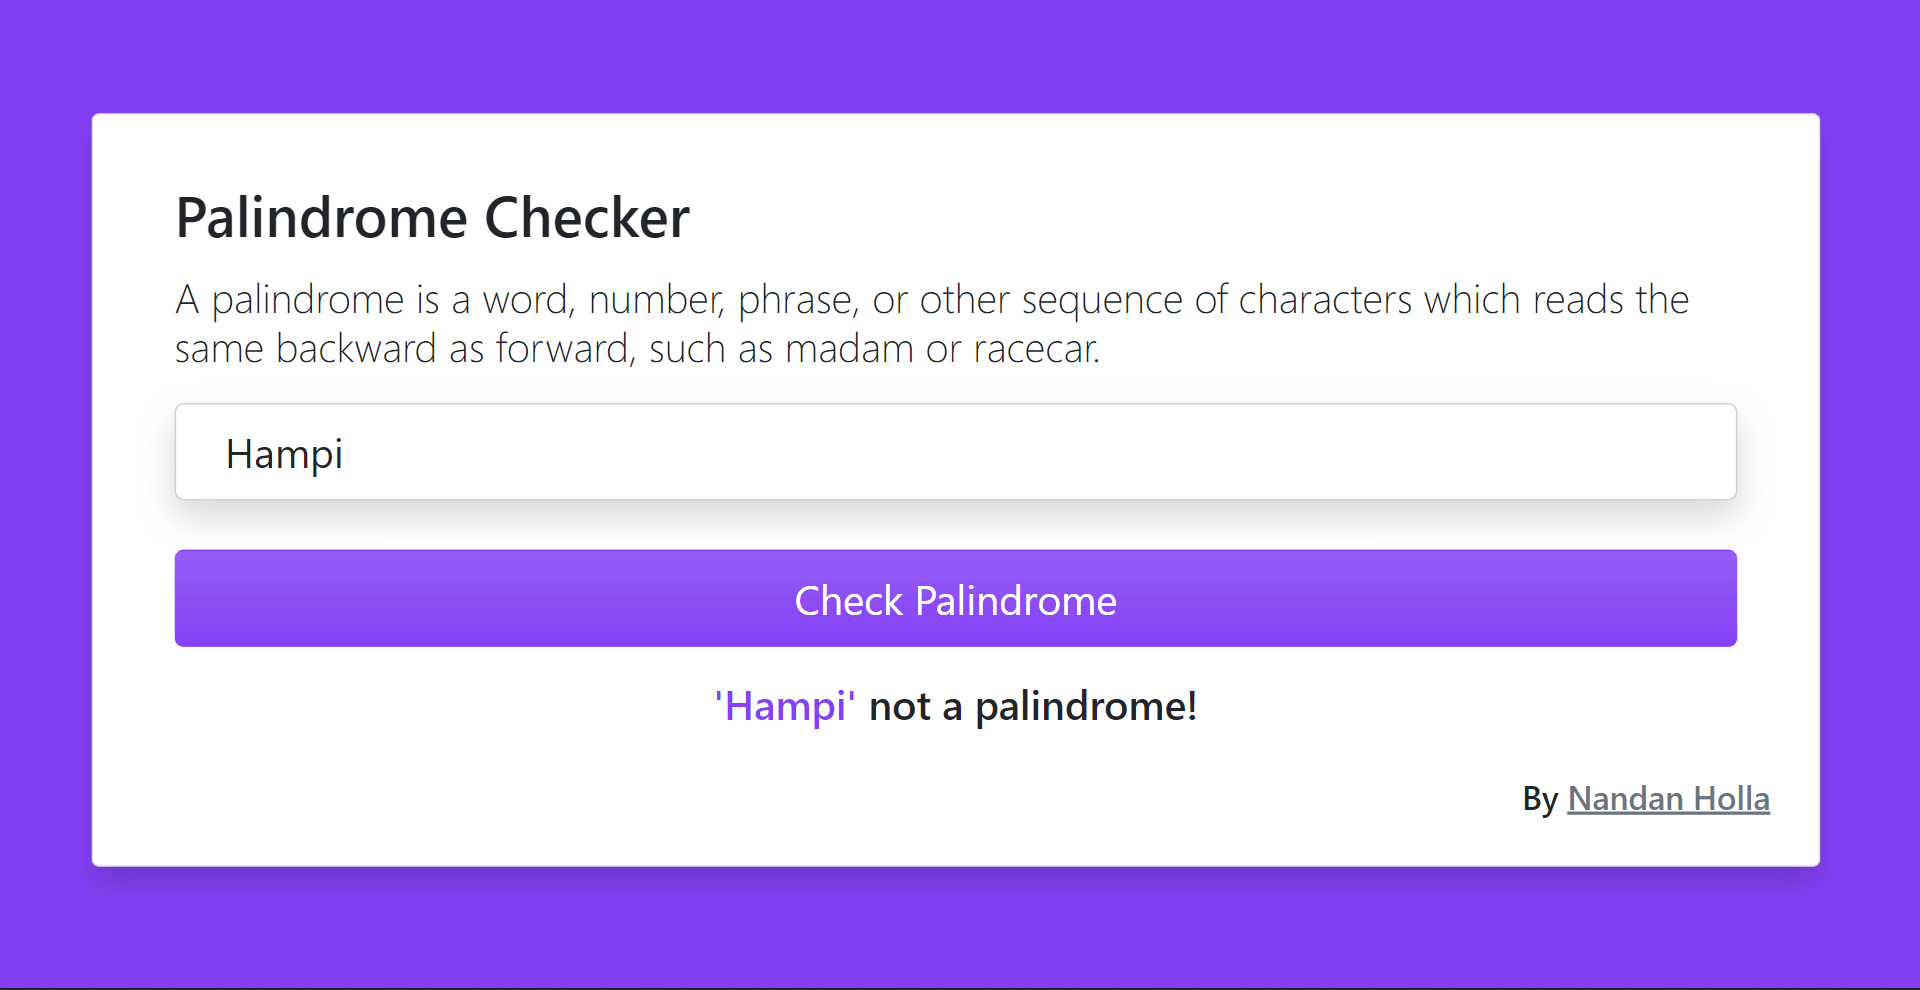 Palindrome Checker
A palindrome is a word, number, phrase, or other sequence of characters which reads the
same backward as forward, such as madam or racecar.
Hampi
Check Palindrome
'Hampi' not a palindrome!
By Nandan Holla